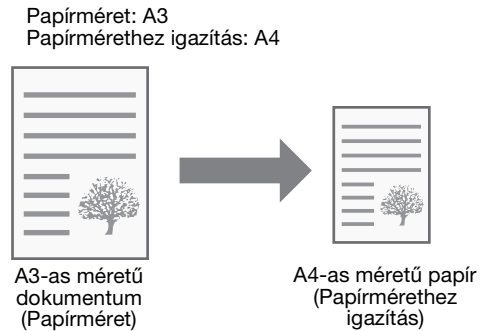 Papírméret: A3
Papírmérethez igazítás: A4
A3-as méretű
dokumentum
(Papírméret)
A4-as méretű papír
(Papírmérethez
igazítás)